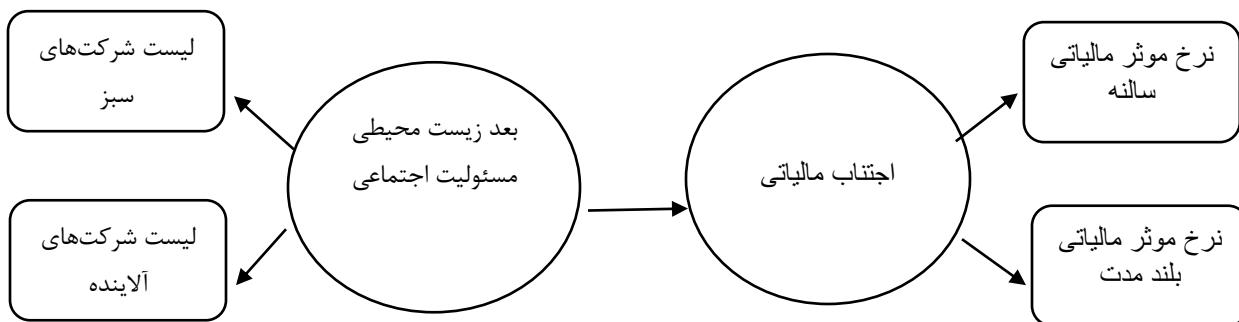 لیست شرکت‌های
سبز
بعد زیست محیطی
مسئولیت اجتماعی
لیست شرکت‌های
آلاینده
اجتناب مالیاتی
نرخ موثر مالیاتی
سالنه
نرخ موثر مالیاتی
بلند مدت